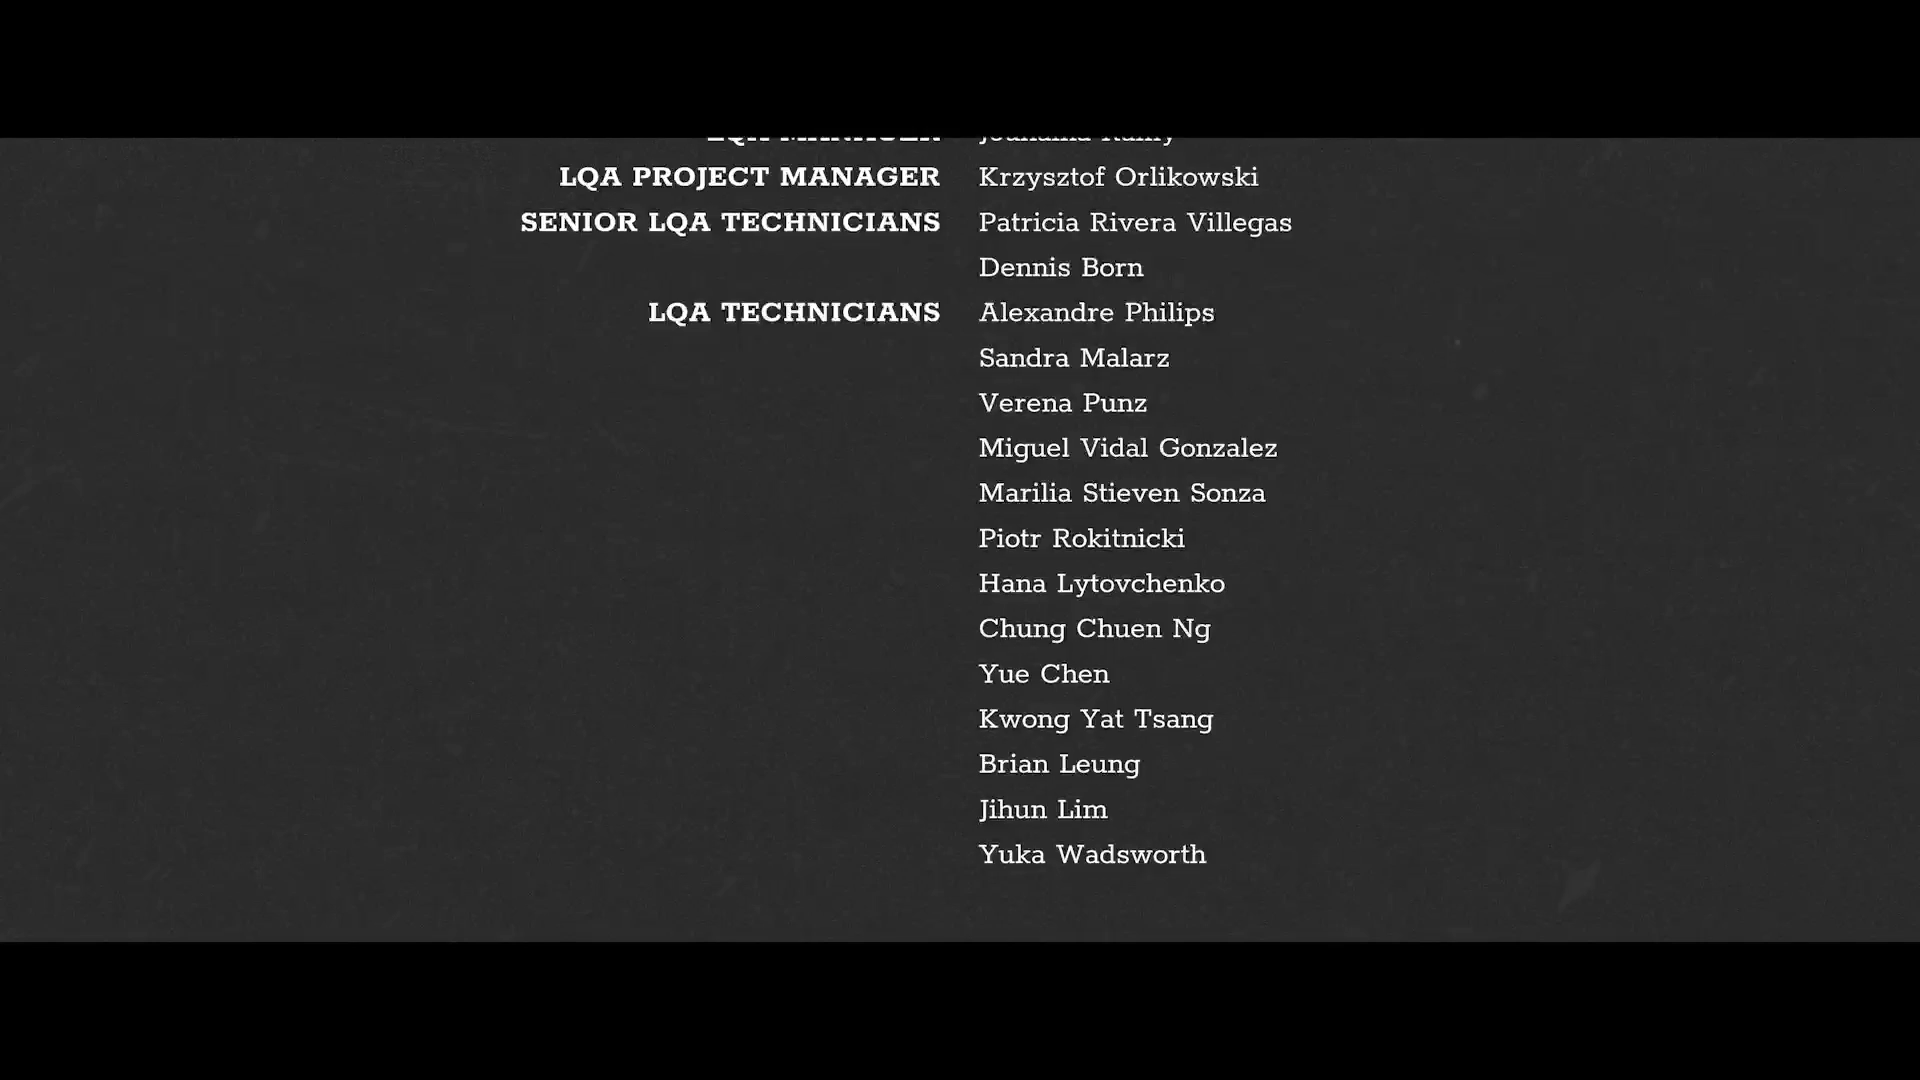 LQA MANAGER
LQA PROJECT MANAGER Krzysztof Orlikowski
SENIOR LQA TECHNICIANS Patricia Rivera Villegas
Dennis Born
LQA TECHNICIANS Alexandre Philips
Sandra Malarz
Verena Punz
Miguel Vidal Gonzalez
Marilia Stieven Sonza
Piotr Rokitnicki
Hana Lytovchenko
Chung Chuen Ng
Yue Chen
Kwong Yat Tsang
Brian Leung
Jihun Lim
Yuka Wadsworth